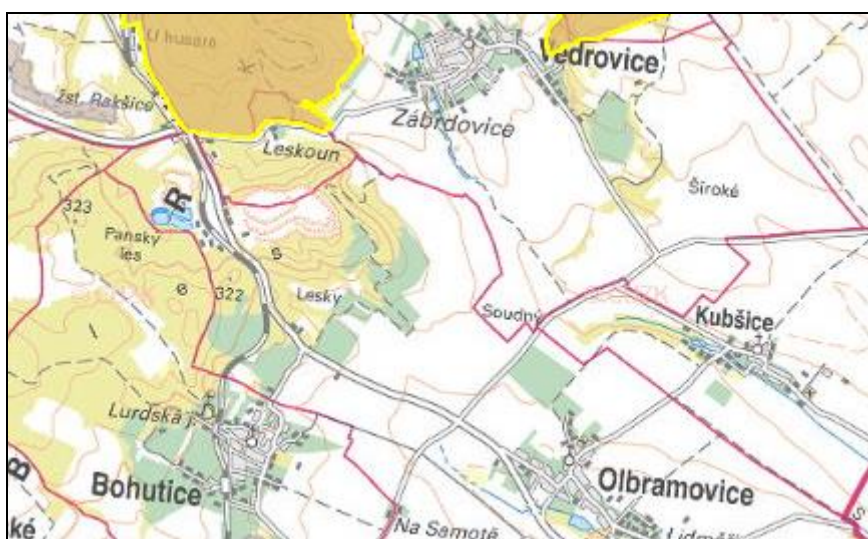 U husara
Vedrovice
žst. Rakšice
Zábrdovice
Leskoun
R
Široké
323
Panský
les
S
322
Lesky
Soudný
Kubšice
Lurdská j.
B
Bohutice
Olbramovice
ké
Na Samotě